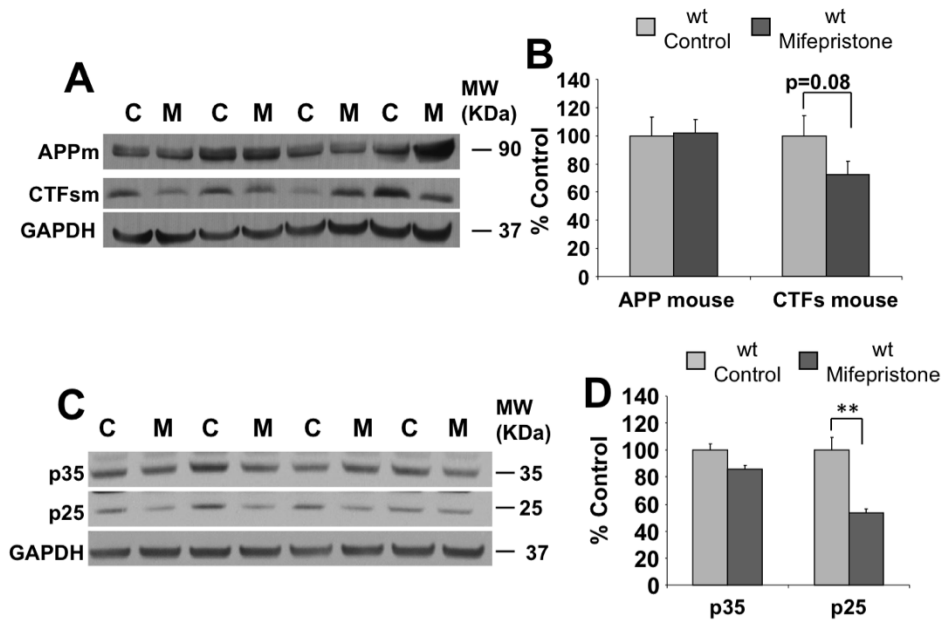 A
C M C M C M C M
MW
(KDa)
APPm
90
CTFsm
GAPDH
37
wt
Control
wt
Mifepristone
B
% Control
140
120
100
80
60
40
20
0
p=0.08
APP mouse
CTFs mouse
C
C M C M C M C M
MW
(KDa)
p35
35
p25
25
GAPDH
37
wt
Control
wt
Mifepristone
D
% Control
140
120
100
80
60
40
20
0
**
p35
p25